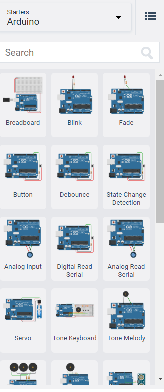 Starters
Arduino
Search
Breadboard
Blink
Fade
Button
Debounce
State Change
Detection
Analog Input
Digital Read
Serial
Analog Read
Serial
Servo
Tone Keyboard
Tone Melody